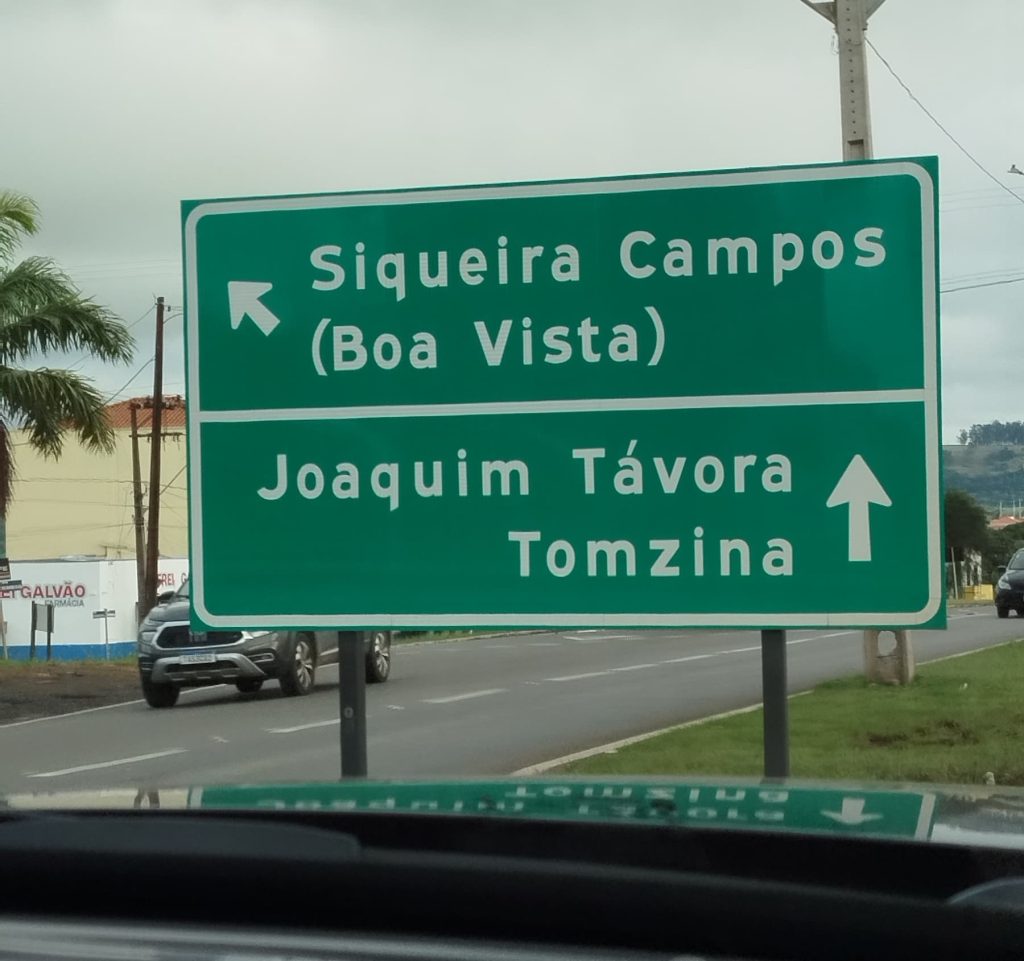 Siqueira Campos
(Boa Vista)
Joaquim Távora
Tomzina
GALVÃO
FARMÁCIA